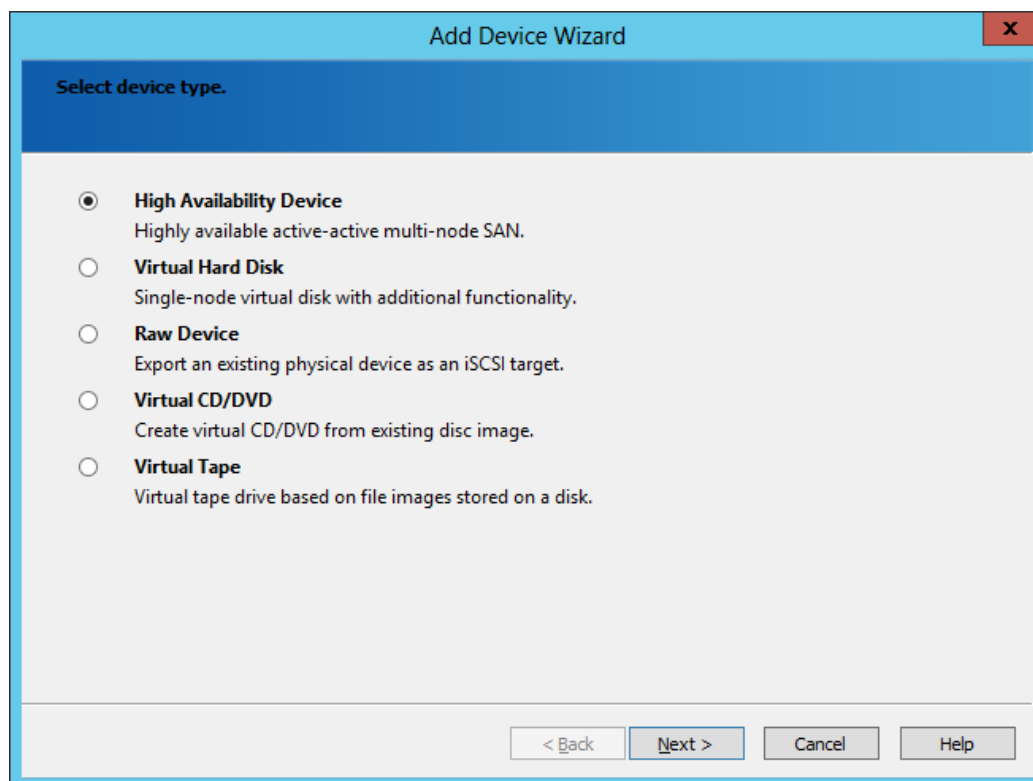 Add Device Wizard
x
Select device type.
High Availability Device
Highly available active-active multi-node SAN.
Virtual Hard Disk
Single-node virtual disk with additional functionality.
Raw Device
Export an existing physical device as an iSCSI target.
Virtual CD/DVD
Create virtual CD/DVD from existing disc image.
Virtual Tape
Virtual tape drive based on file images stored on a disk.
< Back Next > Cancel Help